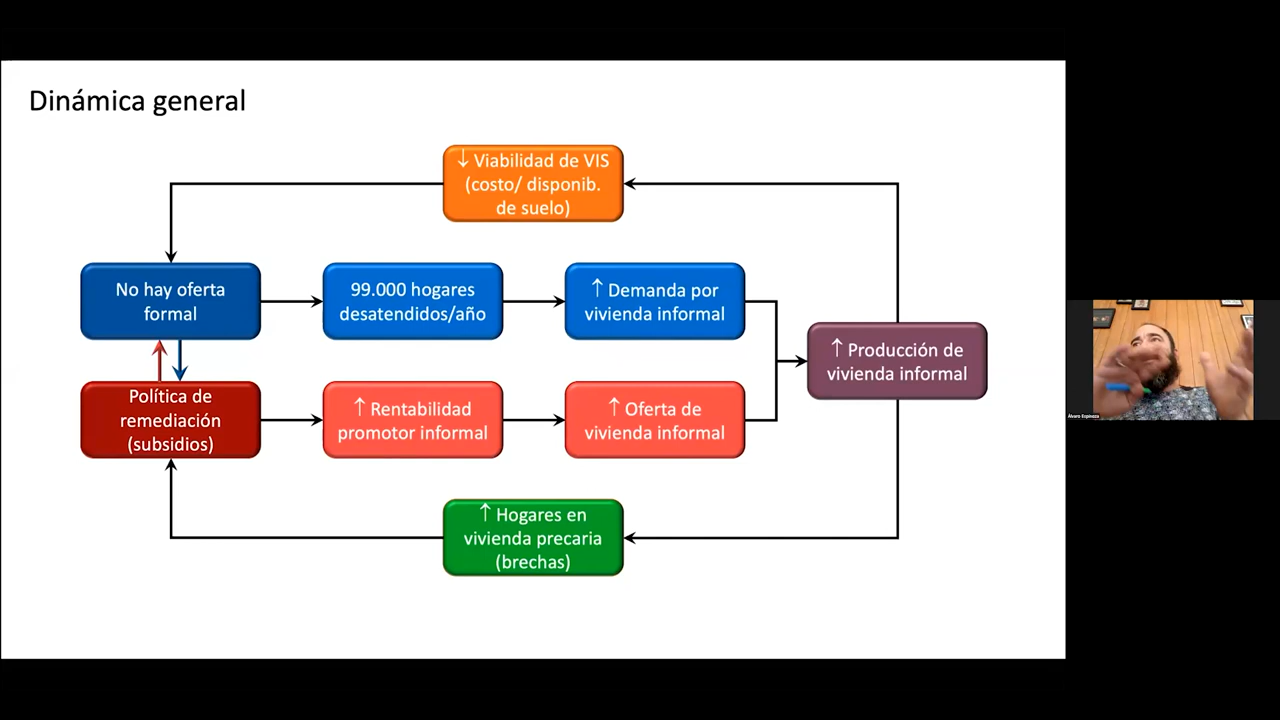 Dinámica general
↓ Viabilidad de VIS
(costo/ disponib.
de suelo)
No hay oferta
formal
99.000 hogares
desatendidos/año
↑ Demanda por
vivienda informal
↑ Producción de
vivienda informal
Política de
remediación
(subsidios)
↑ Rentabilidad
promotor informal
↑ Oferta de
vivienda informal
↑ Hogares en
vivienda precaria
(brechas)
Álvaro Espinoza